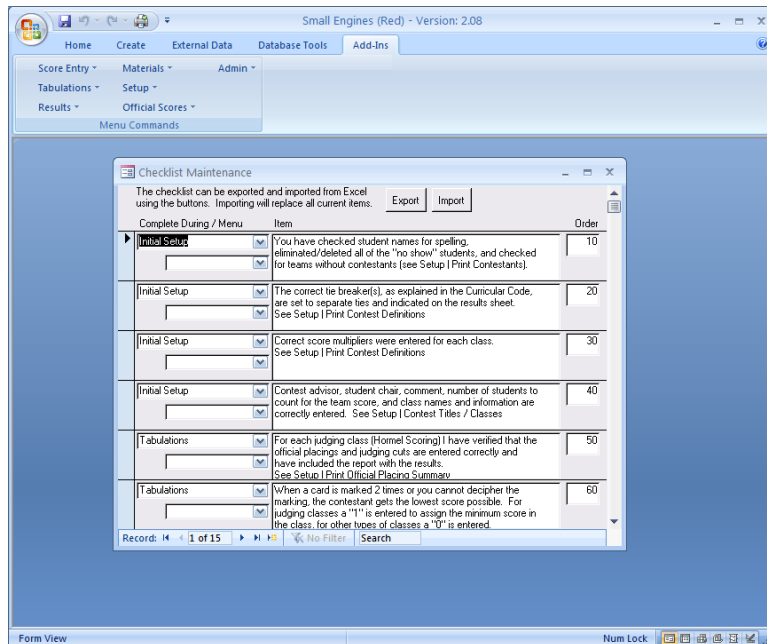 Small Engines (Red) - Version: 2.08
Home Create External Data Database Tools Add-Ins
Score Entry Materials Admin
Tabulations Setup
Results Official Scores
Menu Commands
Checklist Maintenance
The checklist can be exported and imported from Excel
using the buttons. Importing will replace all current items.
Export Import
Complete During / Menu Item Order
Initial Setup
You have checked student names for spelling,
eliminated/deleted all of the "no show" students, and checked
for teams without contestants (see Setup | Print Contestants).
10
Initial Setup
The correct tie breaker(s), as explained in the Curricular Code,
are set to separate ties and indicated on the results sheet.
See Setup | Print Contest Definitions
20
Initial Setup
Correct score multipliers were entered for each class.
See Setup | Print Contest Definitions
30
Initial Setup
Contest advisor, student chair, comment, number of students to
count for the team score, and class names and information are
correctly entered. See Setup | Contest Titles / Classes
40
Tabulations
For each judging class (Hormel Scoring) I have verified that the
official placings and judging cuts are entered correctly and
have included the report with the results.
See Setup | Print Official Placing Summary
50
Tabulations
When a card is marked 2 times or you cannot decipher the
marking, the contestant gets the lowest score possible. For
judging classes a "1" is entered to assign the minimum score in
the class, for other types of classes a "0" is entered.
60
Record: 1 of 15 No Filter Search
Form View Num Lock